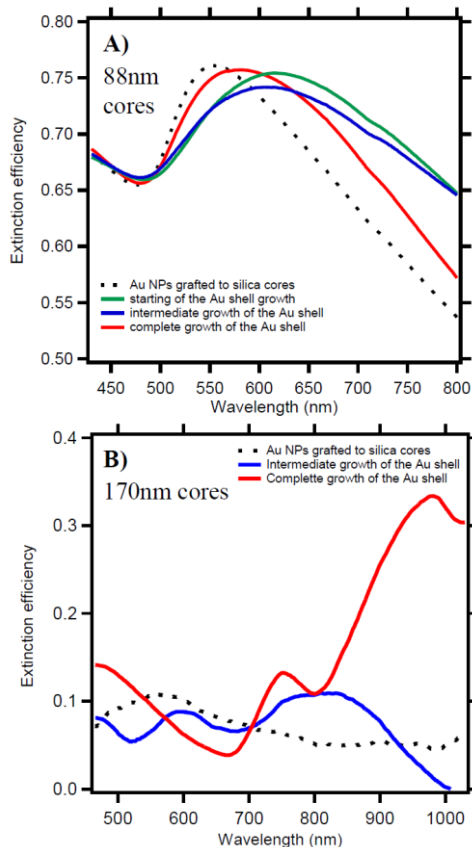 0.80
A)
88nm
cores
0.75
0.70
0.65
0.60
0.55
0.50
Extinction efficiency
Au NPs grafted to silica cores
starting of the Au shell growth
intermediate growth of the Au shell
complete growth of the Au shell
450 500 550 600 650 700 750 800
Wavelength (nm)
0.4
B)
170nm cores
Au NPs grafted to silica cores
Intermediate growth of the Au shell
Complette growth of the Au shell
0.3
0.2
0.1
0.0
Extinction efficiency
500 600 700 800 900 1000
Wavelength (nm)